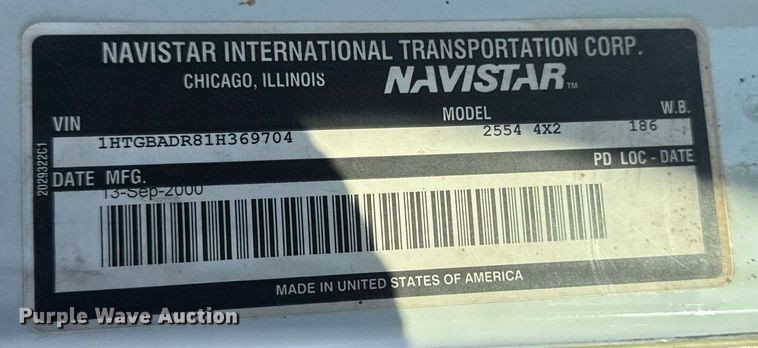 NAVISTAR INTERNATIONAL TRANSPORTATION CORP.
CHICAGO, ILLINOIS NAVISTAR™
VIN MODEL W.B.
1HTGBADR81H369704 2554 4X2 186
DATE MFG. PD LOC - DATE
13-Sep-2000
MADE IN UNITED STATES OF AMERICA
2029322C1
Purple Wave Auction